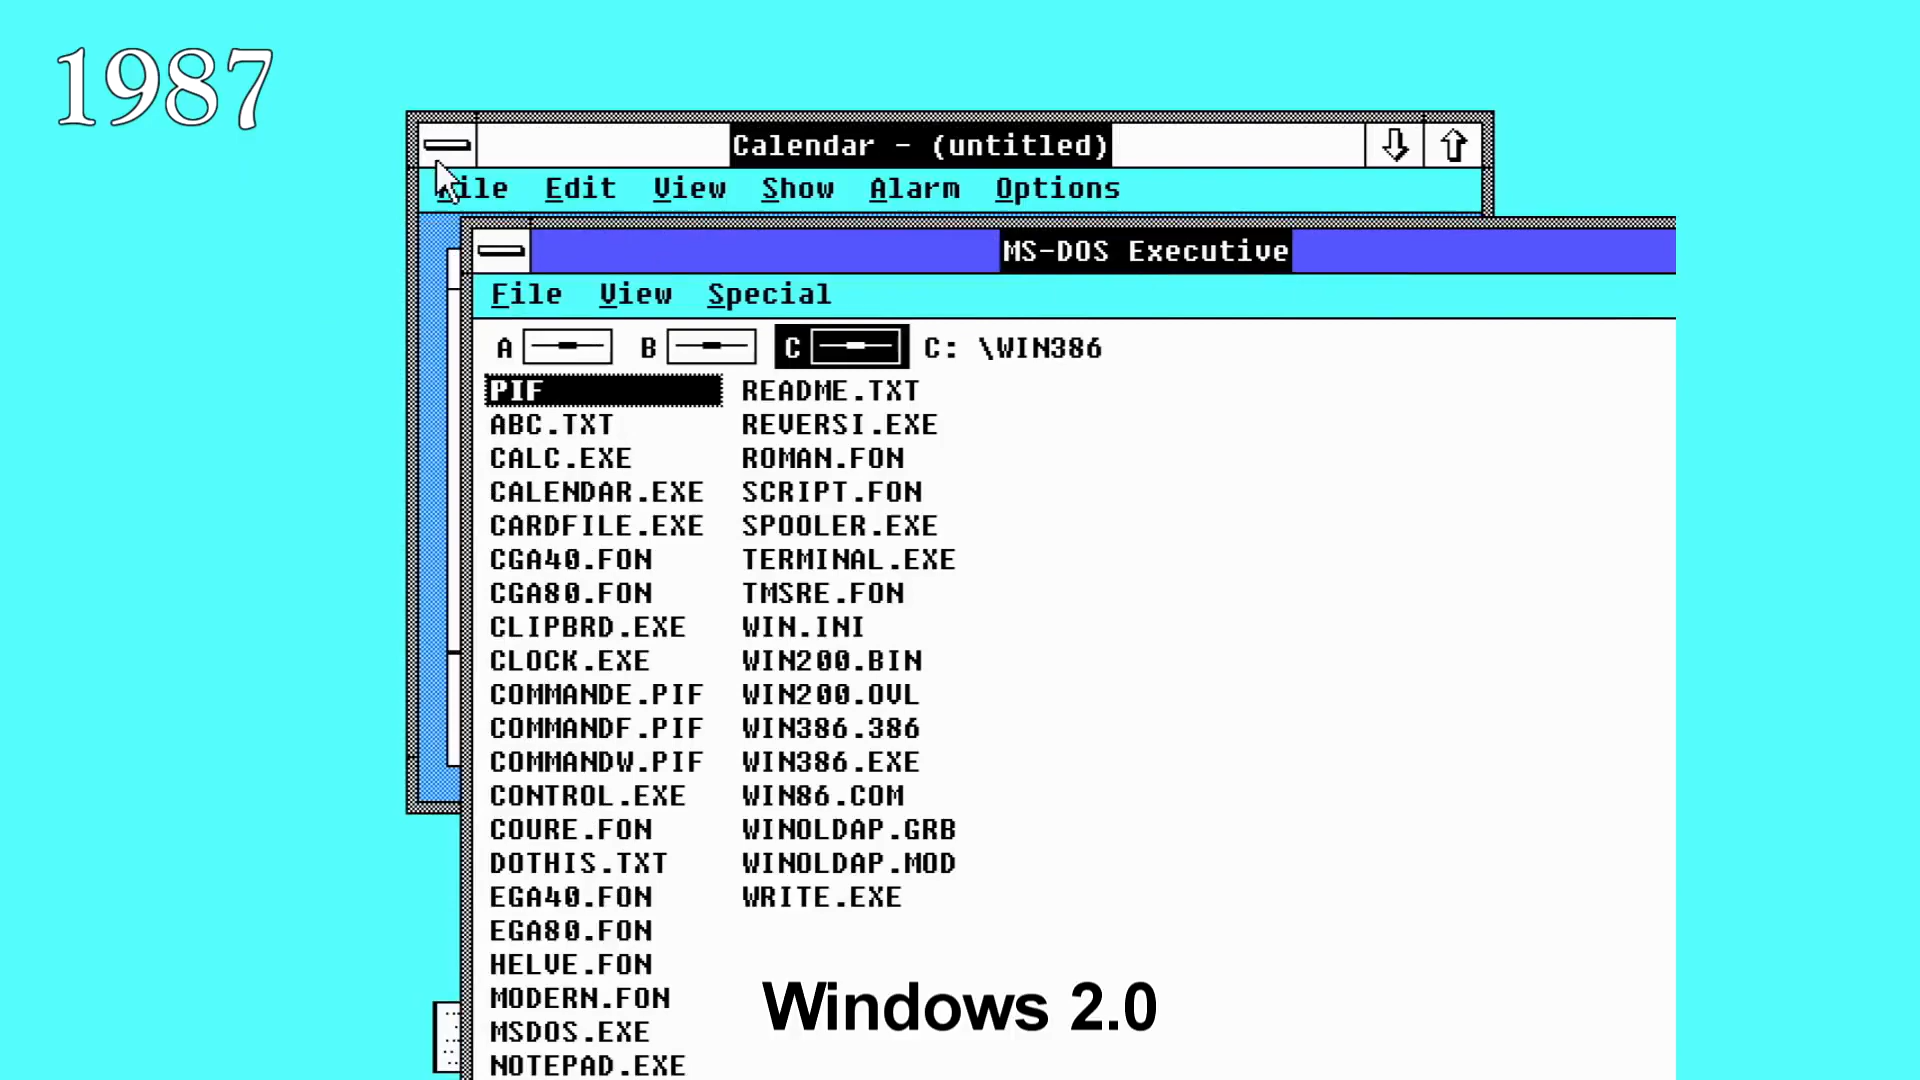 1987
Calendar - (untitled)
File Edit View Show Alarm Options
MS-DOS Executive
File View Special
A B C C: \WIN386
PIF README.TXT
ABC.TXT REVERSI.EXE
CALC.EXE ROMAN.FON
CALENDAR.EXE SCRIPT.FON
CARDFILE.EXE SPOOLER.EXE
CGA40.FON TERMINAL.EXE
CGA80.FON TMSRE.FON
CLIPBRD.EXE WIN.INI
CLOCK.EXE WIN200.BIN
COMMANDE.PIF WIN200.OVL
COMMANDF.PIF WIN386.386
COMMANDW.PIF WIN386.EXE
CONTROL.EXE WIN86.COM
COURE.FON WINOLDAP.GRB
DOTHIS.TXT WINOLDAP.MOD
EGA40.FON WRITE.EXE
EGA80.FON
HELVE.FON
MODERN.FON
MSDOS.EXE
NOTEPAD.EXE
Windows 2.0